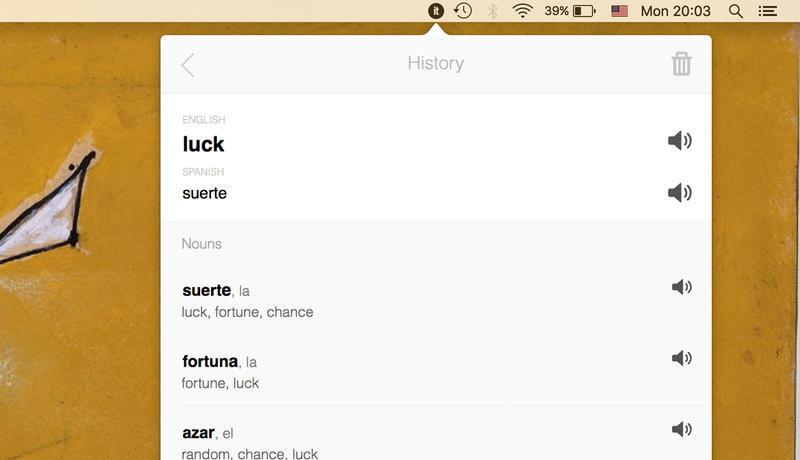 it 39% Mon 20:03
History
ENGLISH
luck
SPANISH
suerte
Nouns
suerte, la
luck, fortune, chance
fortuna, la
fortune, luck
azar, el
random, chance, luck